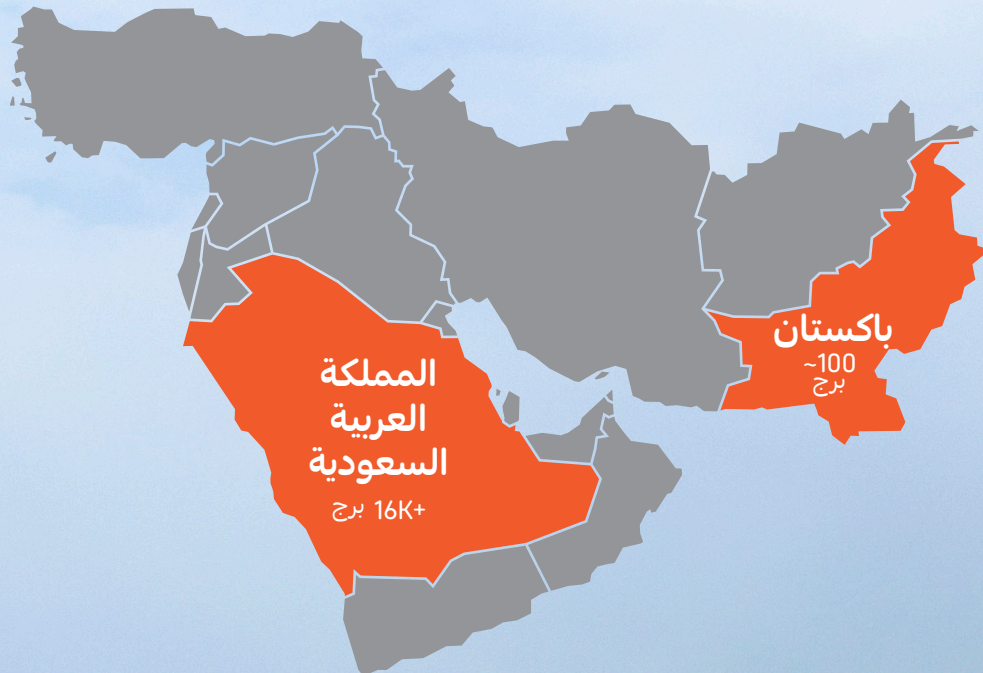 باكستان
~100
برج
المملكة
العربية
السعودية
16K+ برج